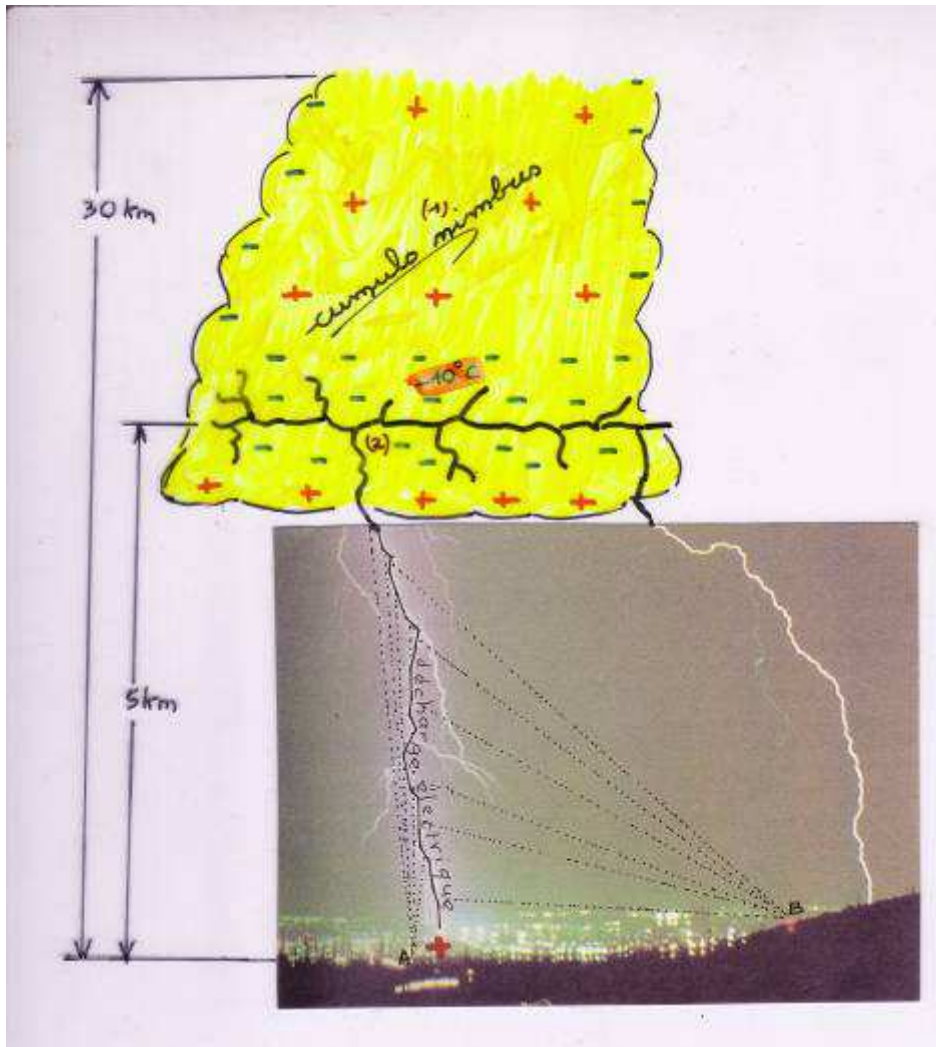 30 km
(1).
cumulo nimbus
-10°C
(2)
5km
décharge électrique
B
A